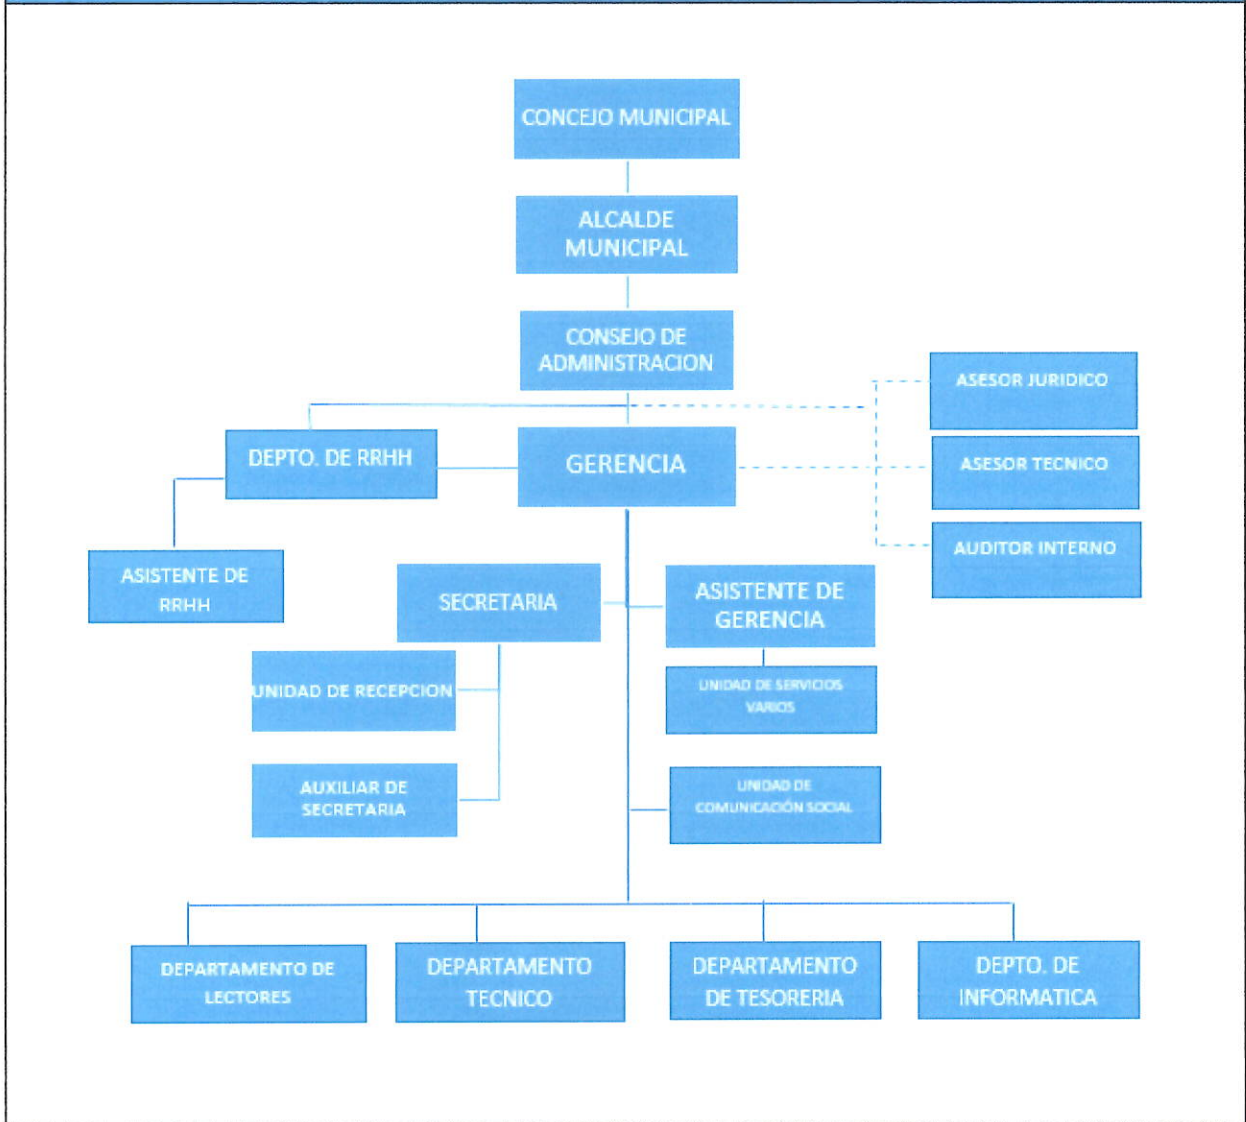 CONCEJO MUNICIPAL
ALCALDE
MUNICIPAL
CONSEJO DE
ADMINISTRACION
ASESOR JURIDICO
DEPTO. DE RRHH
GERENCIA
ASESOR TECNICO
AUDITOR INTERNO
ASISTENTE DE
RRHH
SECRETARIA
ASISTENTE DE
GERENCIA
UNIDAD DE RECEPCION
UNIDAD DE SERVICIOS
VARIOS
AUXILIAR DE
SECRETARIA
UNIDAD DE
COMUNICACIÓN SOCIAL
DEPARTAMENTO DE
LECTORES
DEPARTAMENTO
TECNICO
DEPARTAMENTO
DE TESORERIA
DEPTO. DE
INFORMATICA